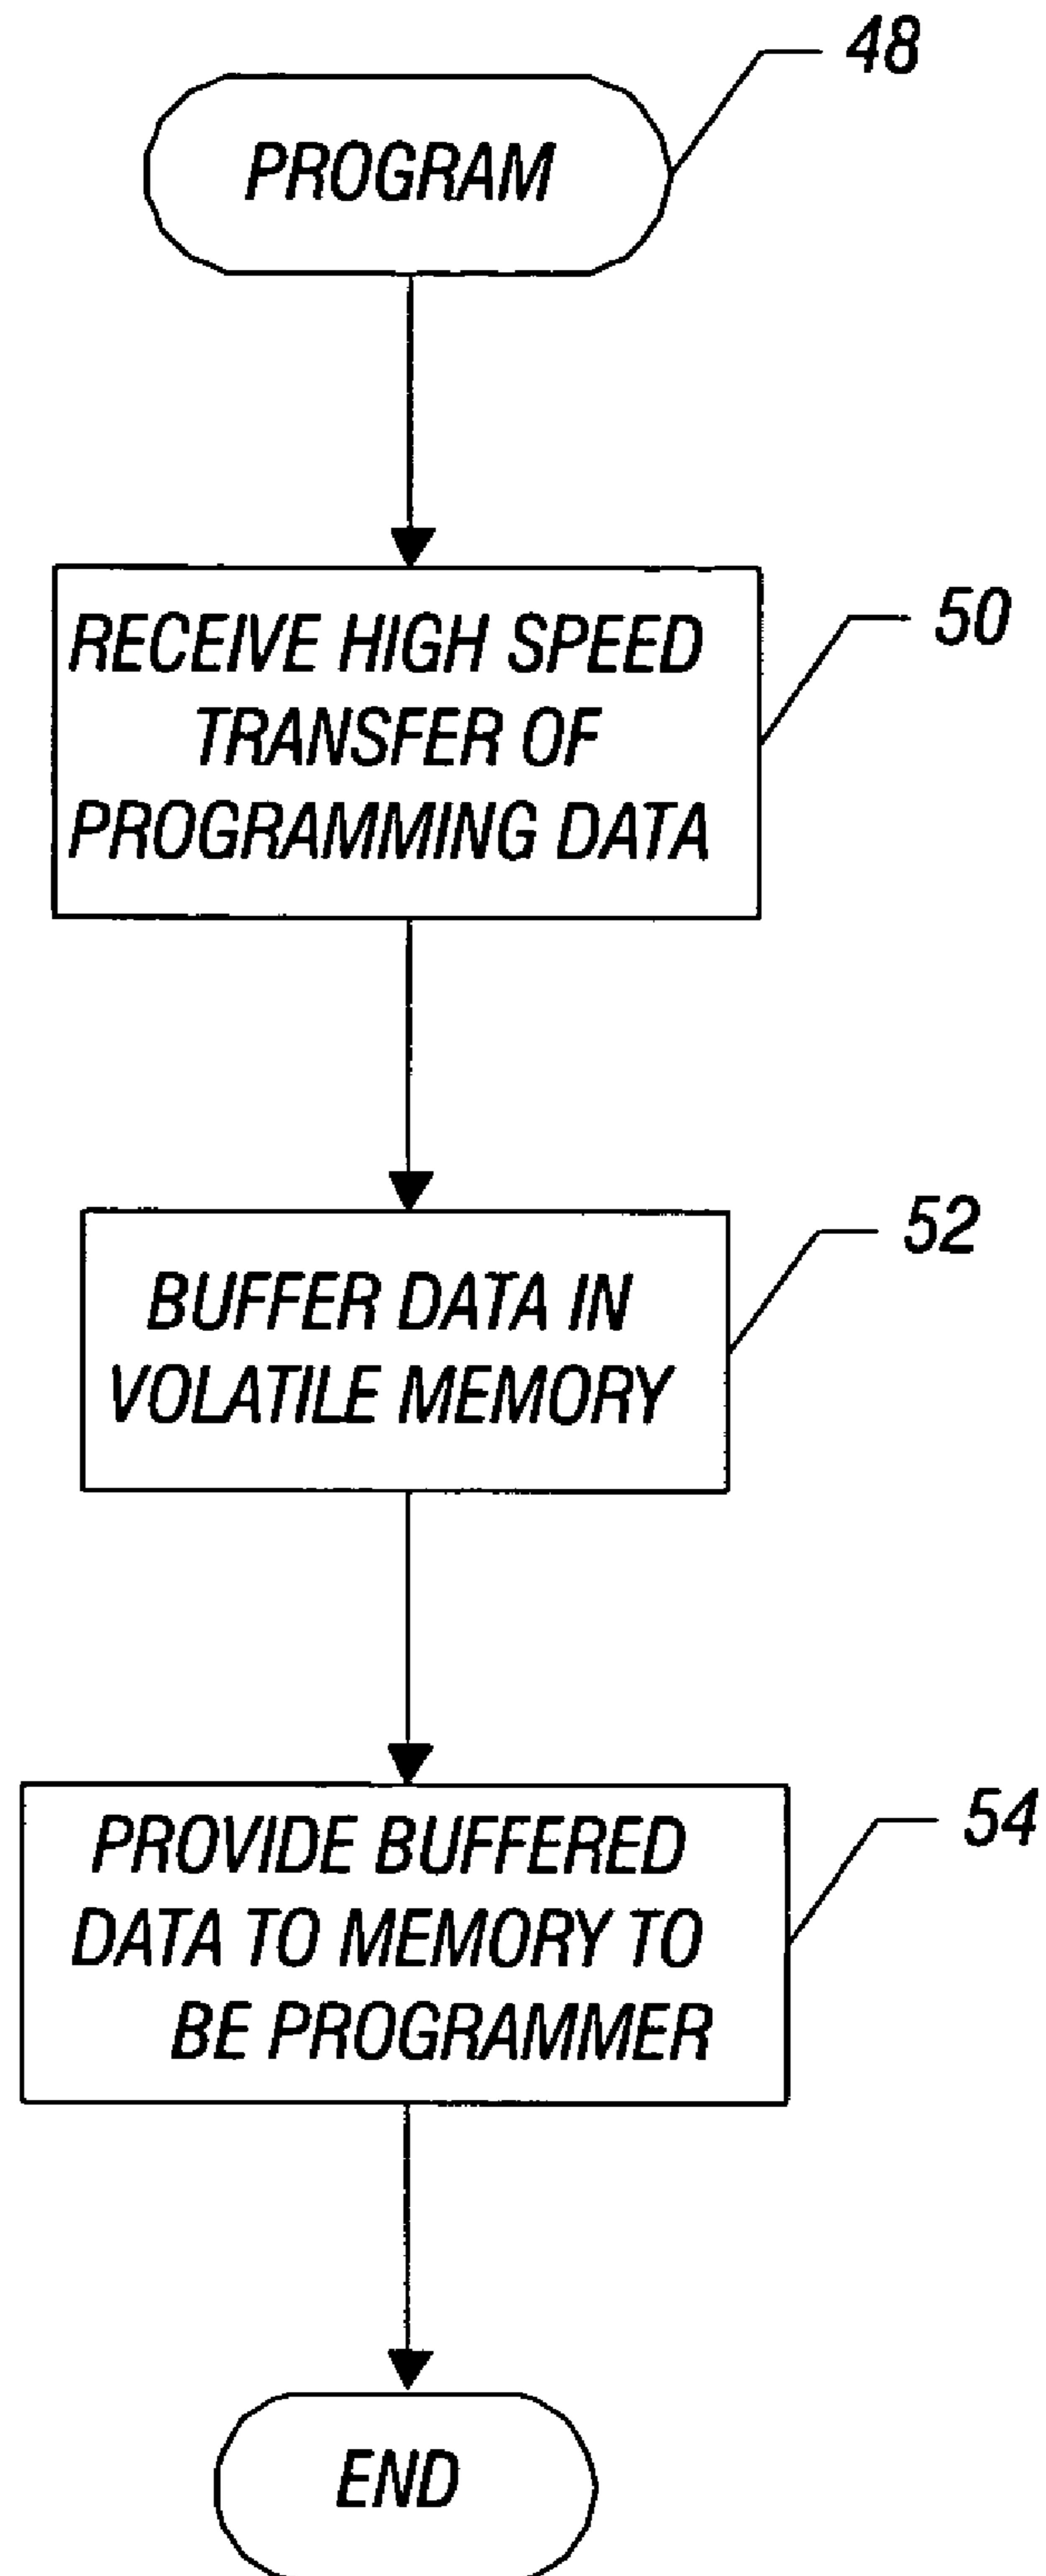 48
PROGRAM
50
RECEIVE HIGH SPEED
TRANSFER OF
PROGRAMMING DATA
52
BUFFER DATA IN
VOLATILE MEMORY
54
PROVIDE BUFFERED
DATA TO MEMORY TO
BE PROGRAMMER
END